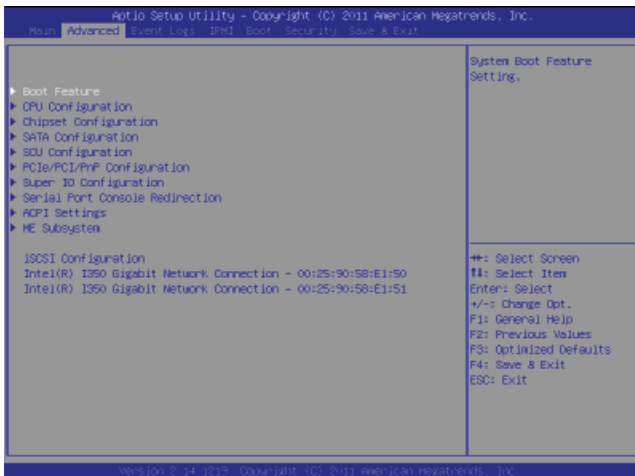 Aptio Setup Utility - Copyright (C) 2011 American Megatrends, Inc.
Main Advanced Event Logs IPMI Boot Security Save & Exit
Boot Feature
CPU Configuration
Chipset Configuration
SATA Configuration
SCU Configuration
PCIe/PCI/PnP Configuration
Super IO Configuration
Serial Port Console Redirection
ACPI Settings
ME Subsystem
iSCSI Configuration
Intel(R) I350 Gigabit Network Connection - 00:25:90:58:E1:50
Intel(R) I350 Gigabit Network Connection - 00:25:90:58:E1:51
System Boot Feature
Setting.
→←: Select Screen
↑↓: Select Item
Enter: Select
+/-: Change Opt.
F1: General Help
F2: Previous Values
F3: Optimized Defaults
F4: Save & Exit
ESC: Exit
Version 2.14.1219. Copyright (C) 2011 American Megatrends, Inc.